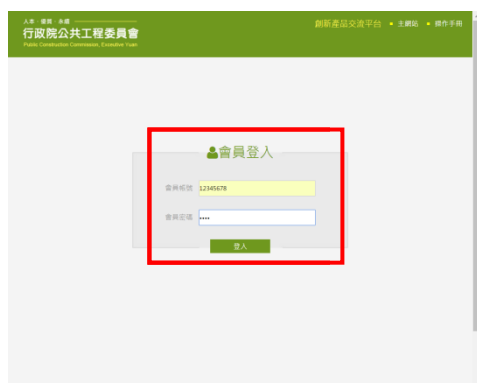 人本・優質・永續
行政院公共工程委員會
Public Construction Commission, Executive Yuan
創新產品交流平台 ▪ 主網站 ▪ 操作手冊
會員登入
會員帳號 12345678
會員密碼 ••••
登入